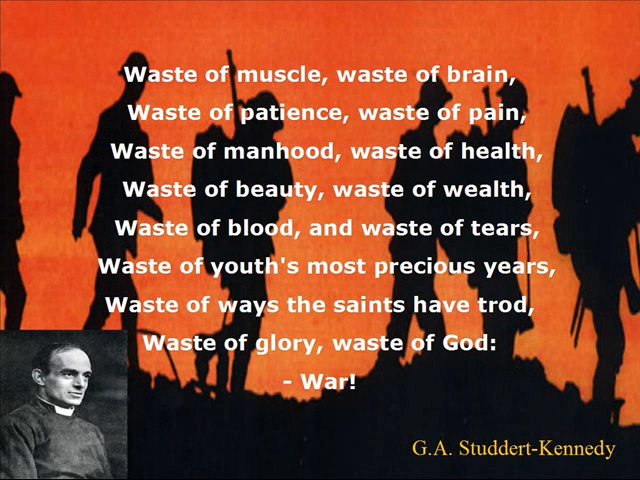 Waste of muscle, waste of brain,
Waste of patience, waste of pain,
Waste of manhood, waste of health,
Waste of beauty, waste of wealth,
Waste of blood, and waste of tears,
Waste of youth's most precious years,
Waste of ways the saints have trod,
Waste of glory, waste of God:
- War!
G.A. Studdert-Kennedy